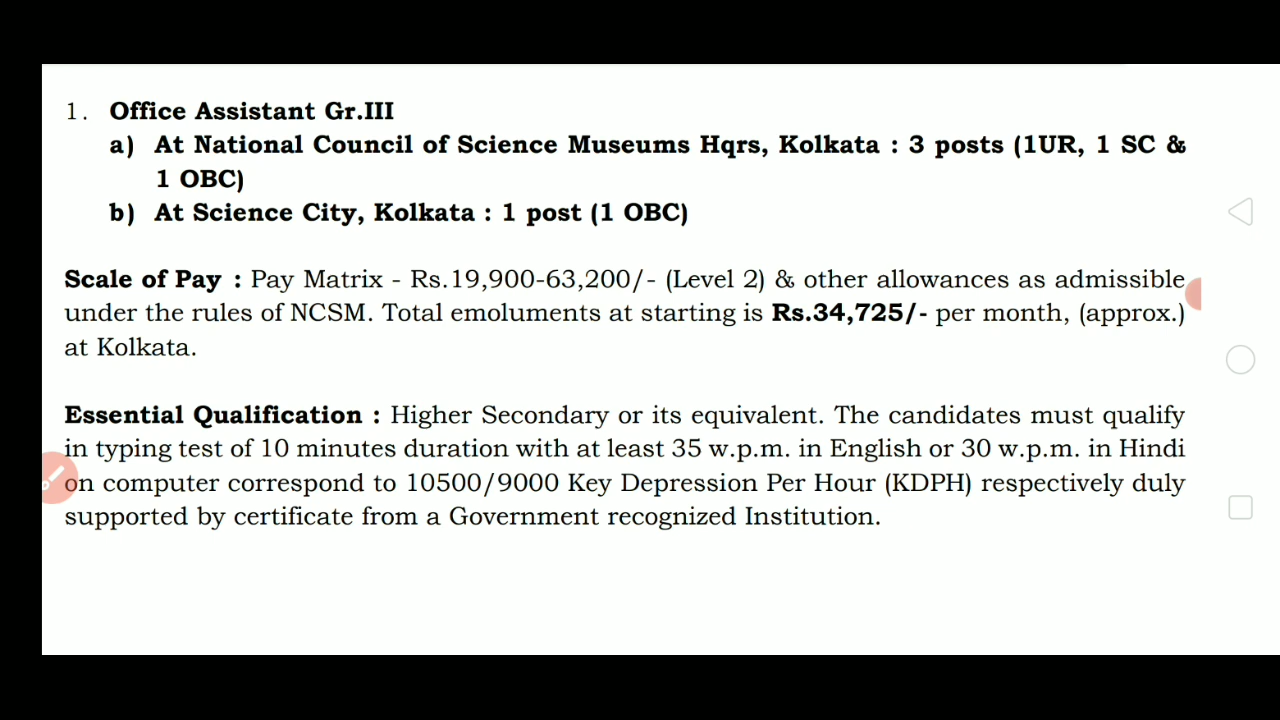 1. Office Assistant Gr.III
a) At National Council of Science Museums Hqrs, Kolkata : 3 posts (1UR, 1 SC &
1 OBC)
b) At Science City, Kolkata : 1 post (1 OBC)
Scale of Pay : Pay Matrix - Rs.19,900-63,200/- (Level 2) & other allowances as admissible
under the rules of NCSM. Total emoluments at starting is Rs.34,725/- per month, (approx.)
at Kolkata.
Essential Qualification : Higher Secondary or its equivalent. The candidates must qualify
in typing test of 10 minutes duration with at least 35 w.p.m. in English or 30 w.p.m. in Hindi
on computer correspond to 10500/9000 Key Depression Per Hour (KDPH) respectively duly
supported by certificate from a Government recognized Institution.